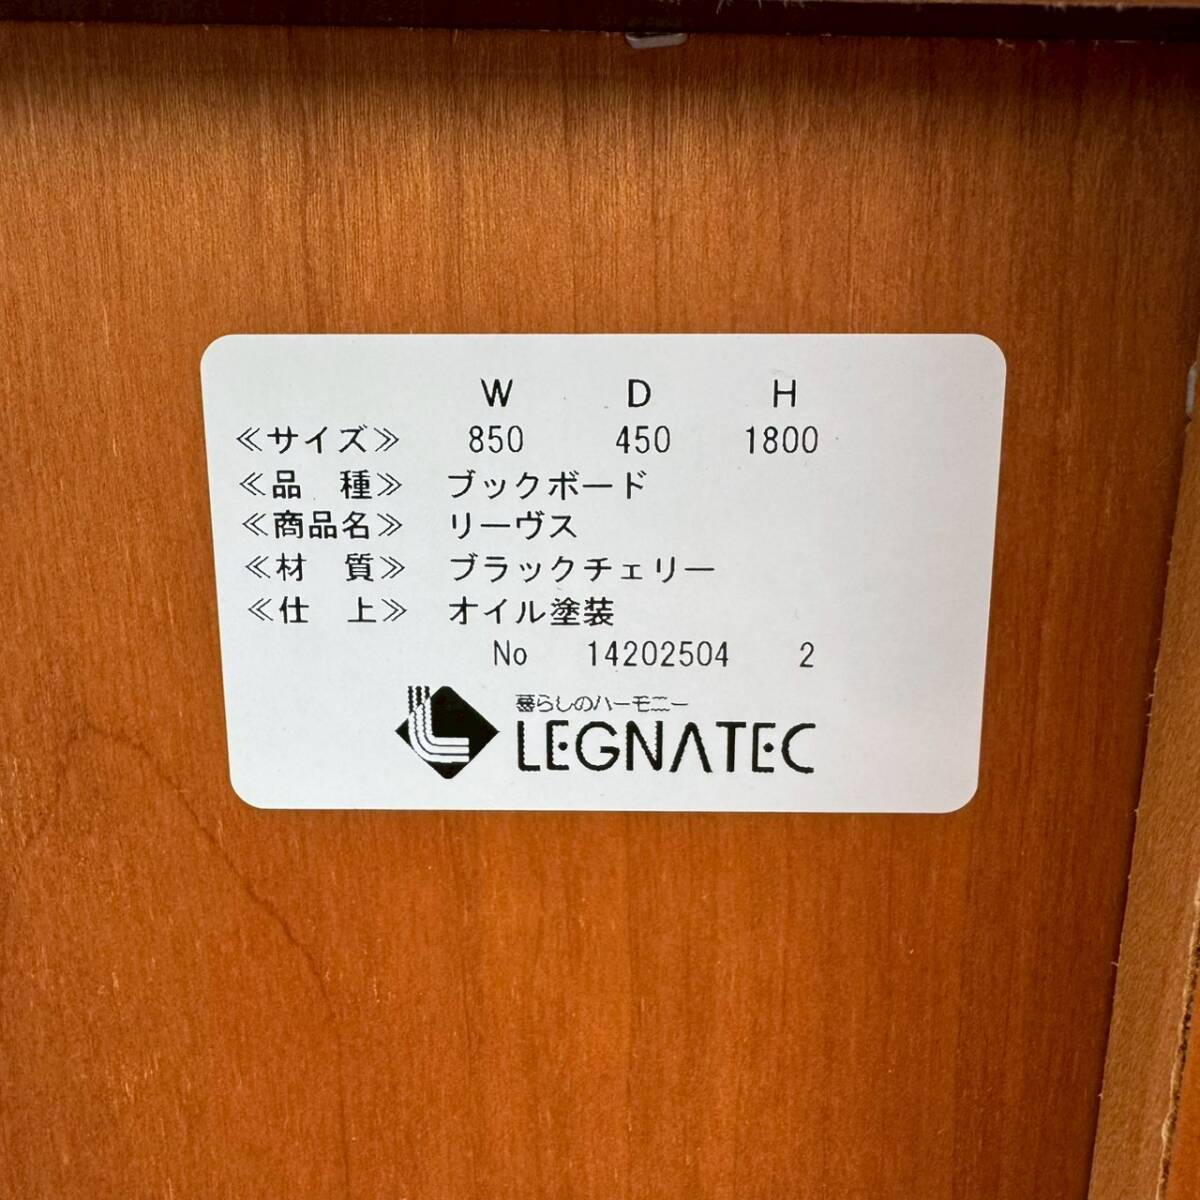 W D H
≪サイズ≫ 850 450 1800
≪品　種≫ ブックボード
≪商品名≫ リーヴス
≪材　質≫ ブラックチェリー
≪仕　上≫ オイル塗装
No 14202504 2
暮らしのハーモニー
LEGNATEC